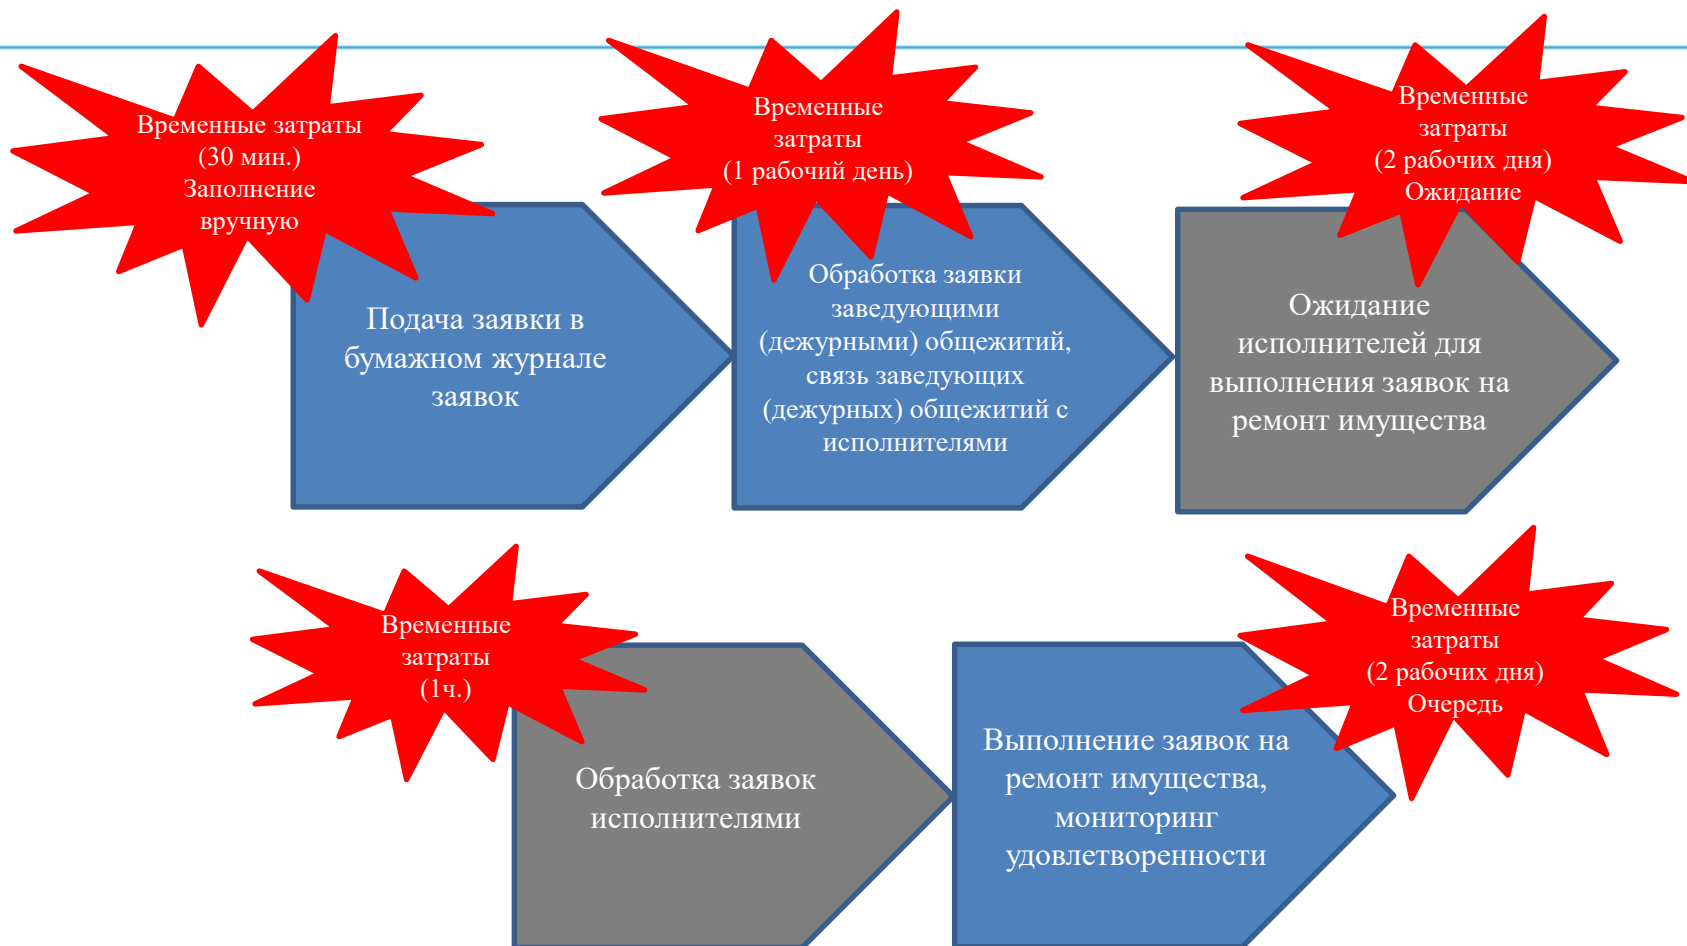 Временные затраты
(30 мин.)
Заполнение
вручную
Временные
затраты
(1 рабочий день)
Временные
затраты
(2 рабочих дня)
Ожидание
Подача заявки в
бумажном журнале
заявок
Обработка заявки
заведующими
(дежурными) общежитий,
связь заведующих
(дежурных) общежитий с
исполнителями
Ожидание
исполнителей для
выполнения заявок на
ремонт имущества
Временные
затраты
(1ч.)
Временные
затраты
(2 рабочих дня)
Очередь
Обработка заявок
исполнителями
Выполнение заявок на
ремонт имущества,
мониторинг
удовлетворенности